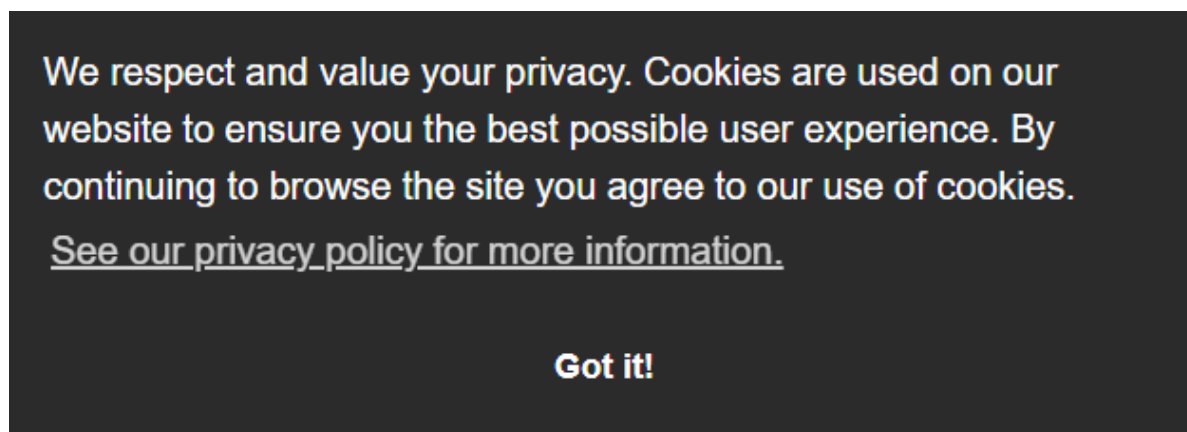 We respect and value your privacy. Cookies are used on our
website to ensure you the best possible user experience. By
continuing to browse the site you agree to our use of cookies.
See our privacy policy for more information.
Got it!